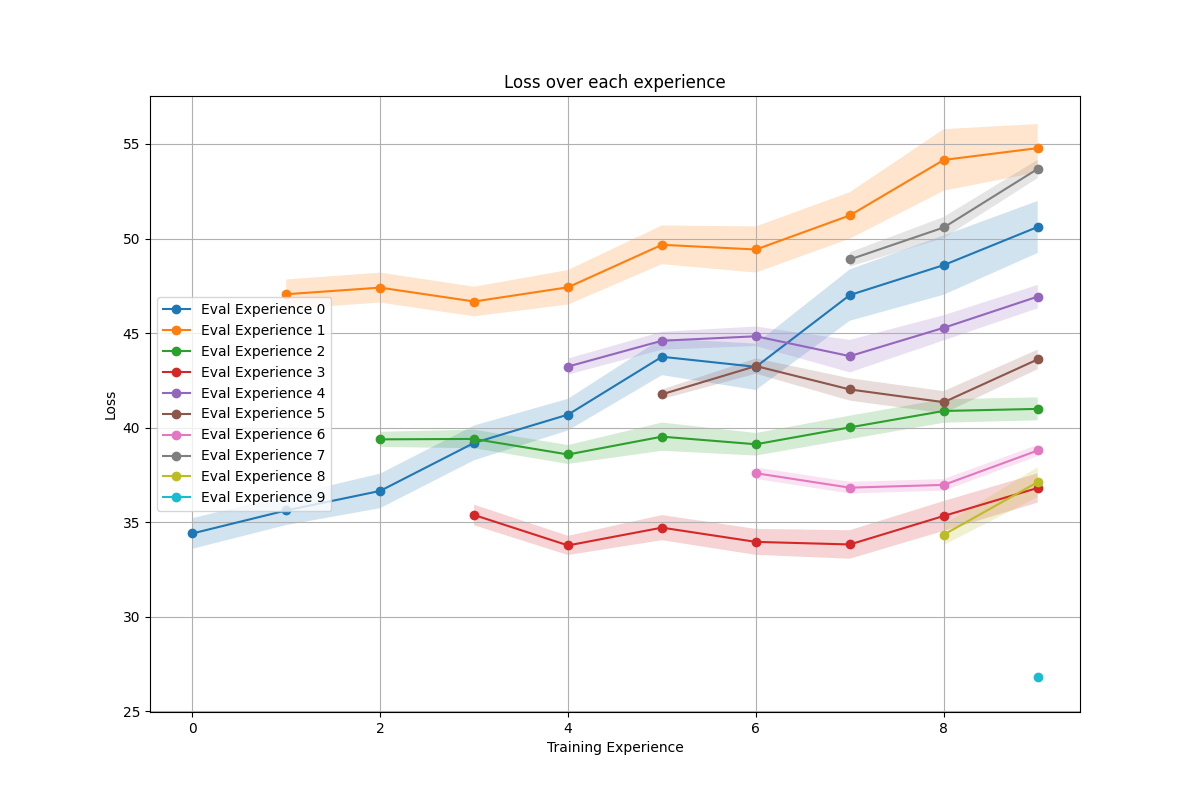 Loss over each experience
55
50
45
40
35
30
25
Loss
Eval Experience 0
Eval Experience 1
Eval Experience 2
Eval Experience 3
Eval Experience 4
Eval Experience 5
Eval Experience 6
Eval Experience 7
Eval Experience 8
Eval Experience 9
0 2 4 6 8
Training Experience